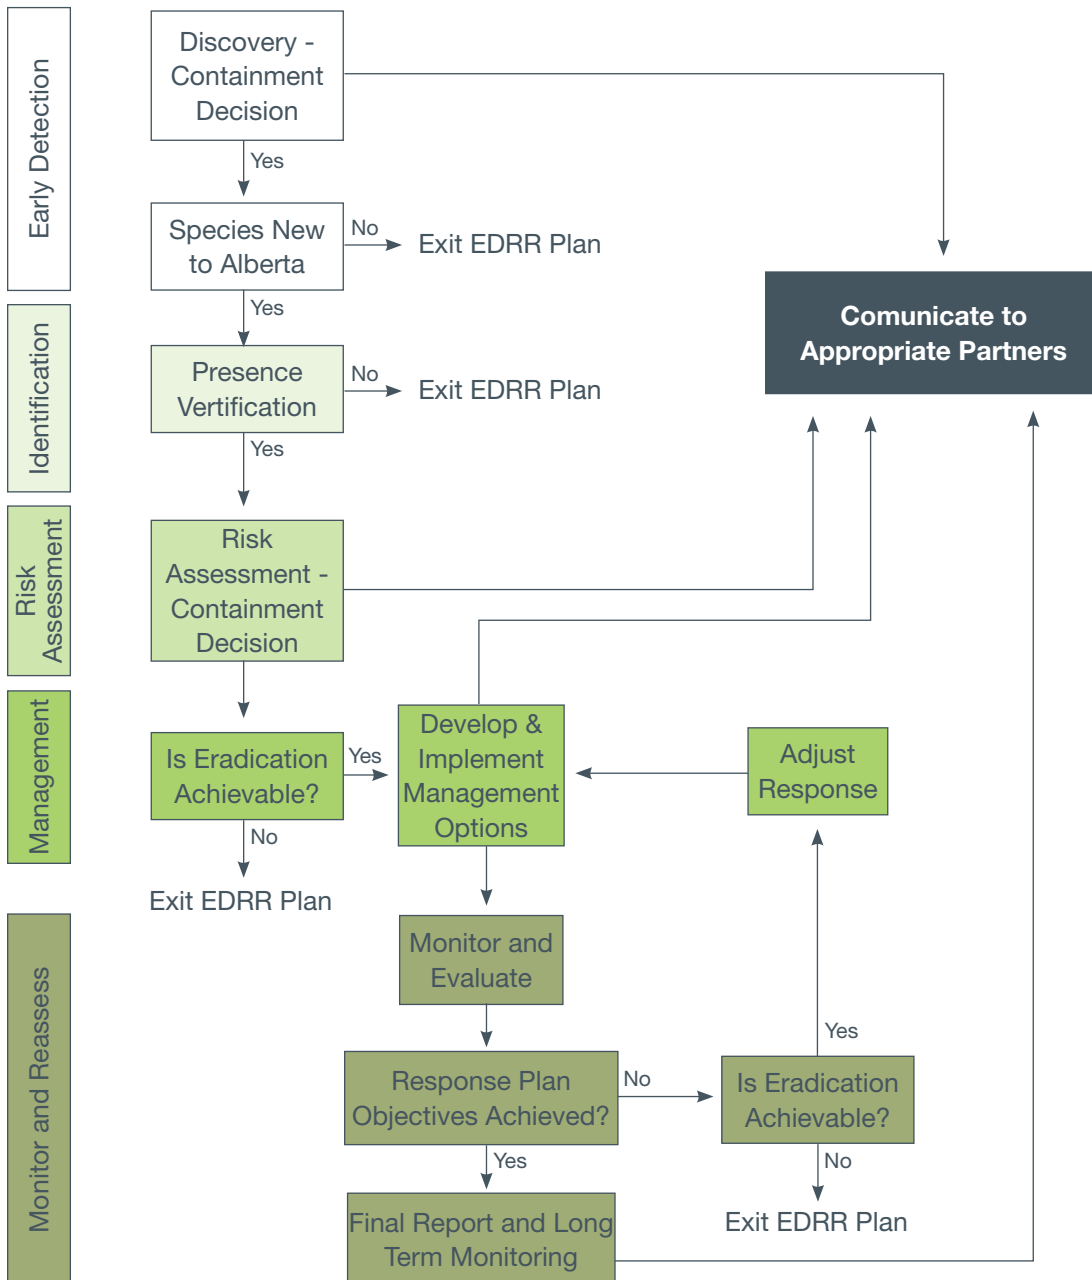 Early Detection
Discovery -
Containment
Decision
Yes
Species New
to Alberta
No
Exit EDRR Plan
Yes
Comunicate to
Appropriate Partners
Identification
Presence
Vertification
No
Exit EDRR Plan
Yes
Risk
Assessment
Risk
Assessment -
Containment
Decision
Management
Is Eradication
Achievable?
Yes
No
Exit EDRR Plan
Develop &
Implement
Management
Options
Adjust
Response
Monitor and Reassess
Monitor and
Evaluate
Response Plan
Objectives Achieved?
No
Is Eradication
Achievable?
Yes
No
Exit EDRR Plan
Yes
Final Report and Long
Term Monitoring